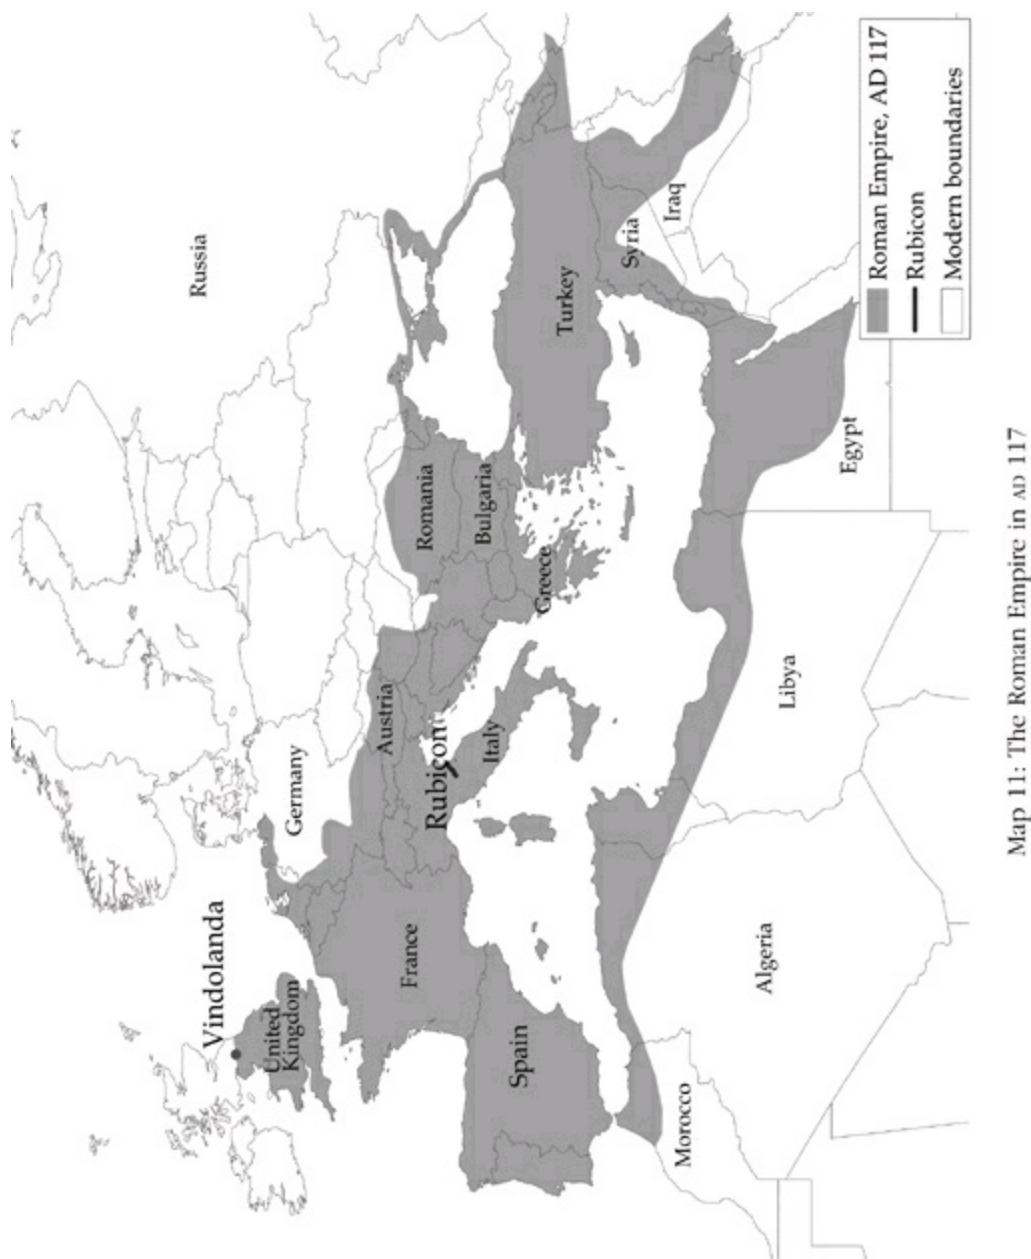 Vindolanda
Russia
United
Kingdom
Germany
France
Austria
Romania
Rubicon
Bulgaria
Italy
Spain
Greece
Turkey
Syria
Iraq
Morocco
Algeria
Libya
Egypt
Roman Empire, AD 117
Rubicon
Modern boundaries
Map 11: The Roman Empire in AD 117